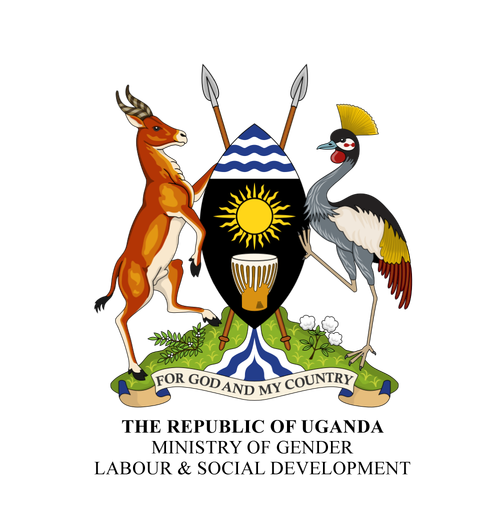 FOR GOD AND MY COUNTRY
THE REPUBLIC OF UGANDA
MINISTRY OF GENDER
LABOUR & SOCIAL DEVELOPMENT